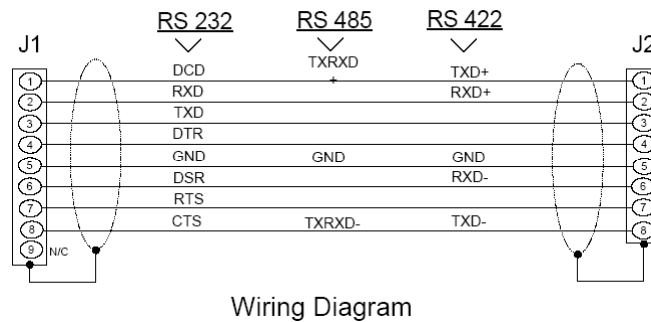 RS 232 RS 485 RS 422
J1 J2
1 DCD TXRXD + TXD+ 1
2 RXD RXD+ 2
3 TXD 3
4 DTR 4
5 GND GND GND 5
6 DSR RXD- 6
7 RTS 7
8 CTS TXRXD- TXD- 8
9 N/C
Wiring Diagram